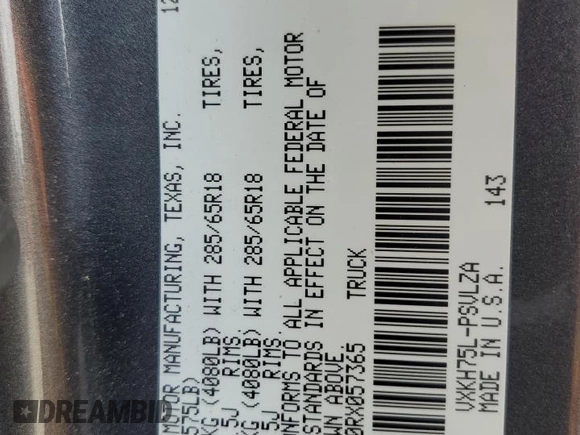 12
MOTOR MANUFACTURING, TEXAS, INC.
575LB)
KG (4080LB) WITH 285/65R18 TIRES,
5J RIMS
KG (4080LB) WITH 285/65R18 TIRES,
5J RIMS.
ONFORMS TO ALL APPLICABLE FEDERAL MOTOR
STANDARDS IN EFFECT ON THE DATE OF
WN ABOVE
0RX057365 TRUCK
VXKH75L-PSVLZA 143
MADE IN U.S.A.
DREAMBID